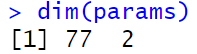 > dim(params)
[1] 77  2